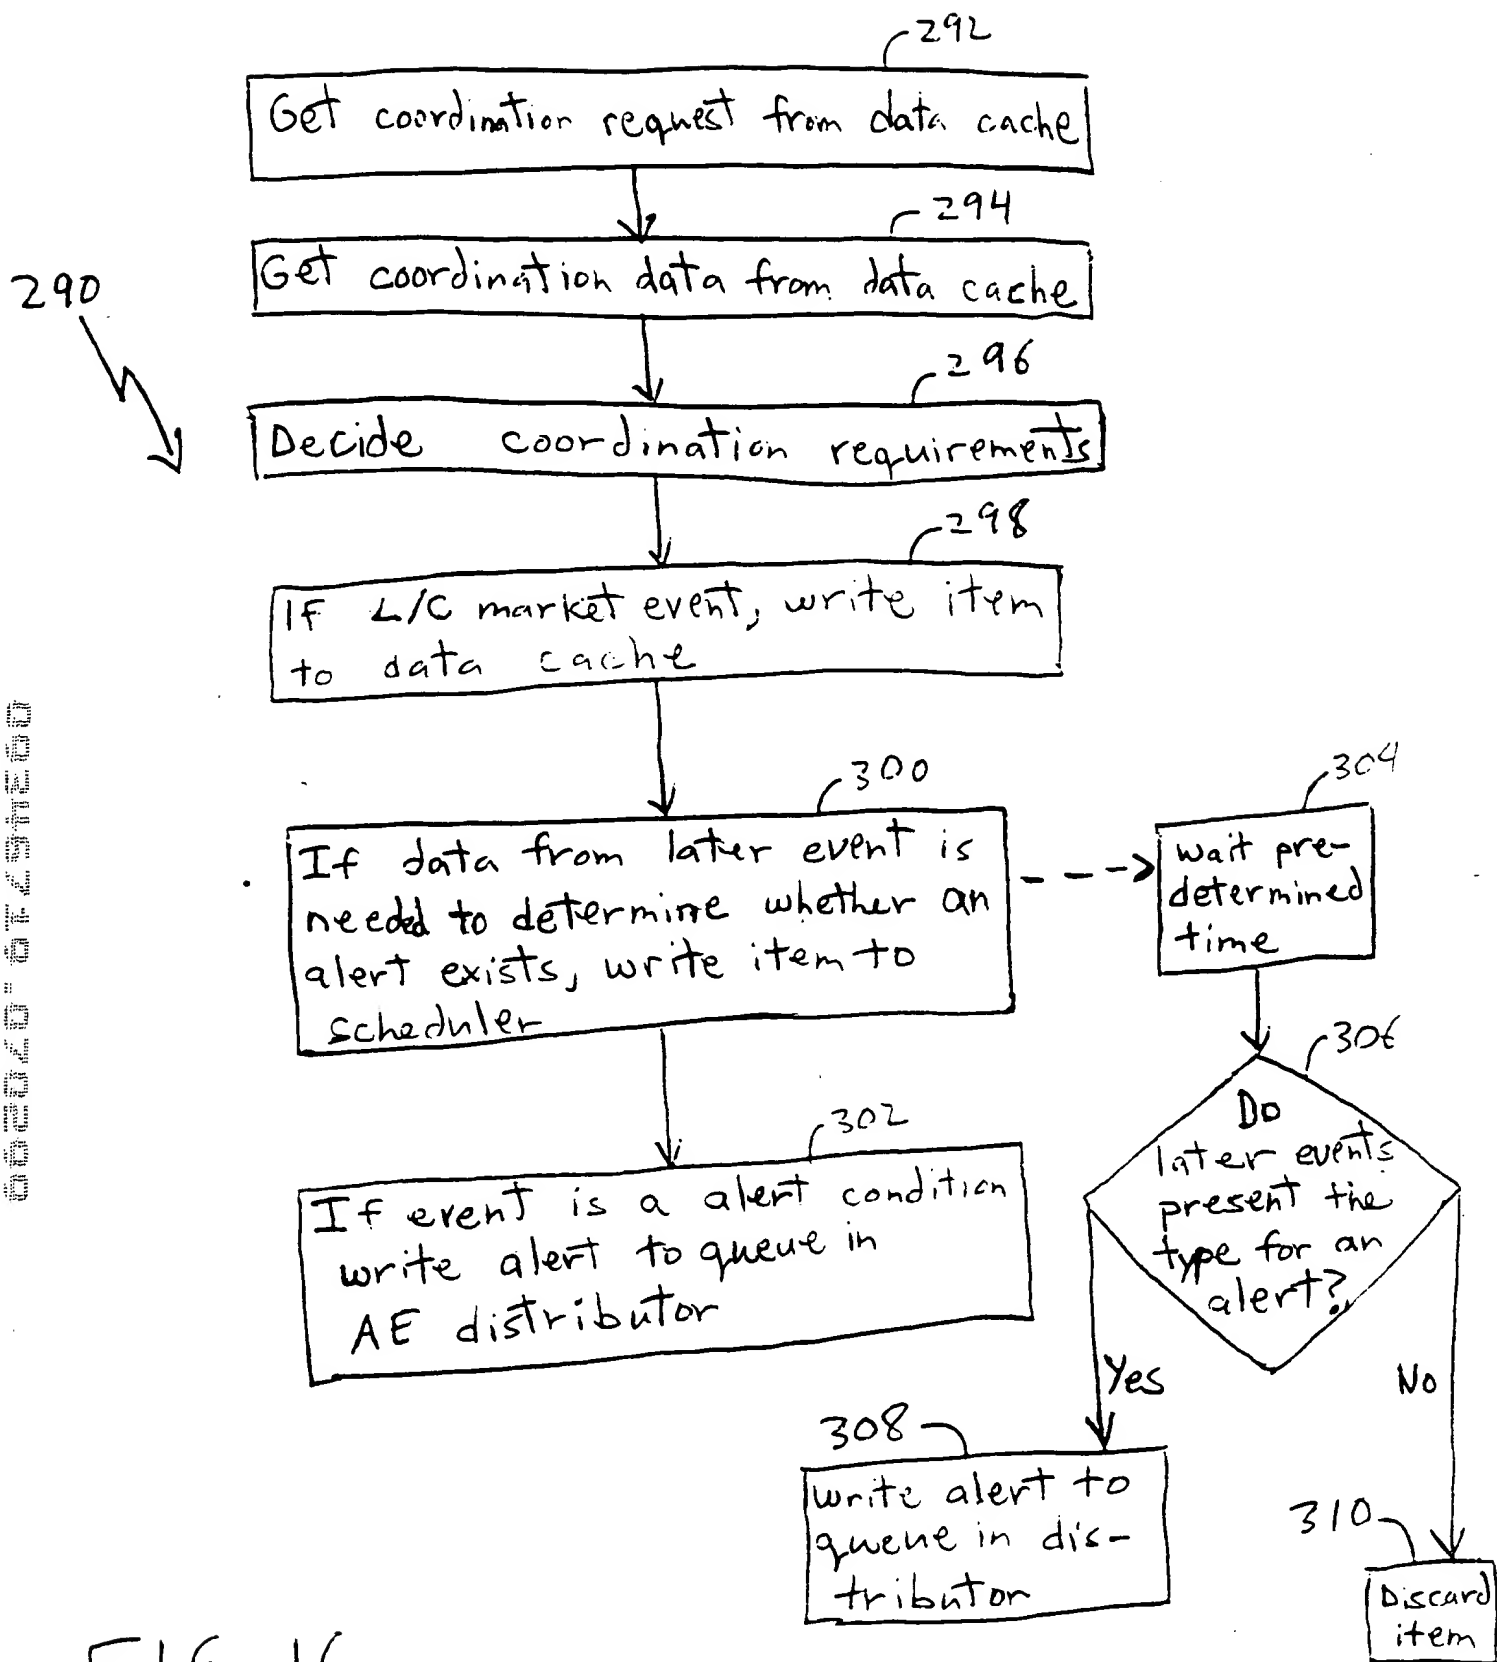 292
Get coordination request from data cache
294
Get coordination data from data cache
290
296
Decide coordination requirements
298
If L/C market event, write item
to data cache
300
If data from later event is
needed to determine whether an
alert exists, write item to
scheduler
304
wait pre-
determined
time
306
Do
later events
present the
type for an
alert?
302
If event is a alert condition
write alert to queue in
AE distributor
Yes
No
308
Write alert to
queue in dis-
tributor
310
Discard
item